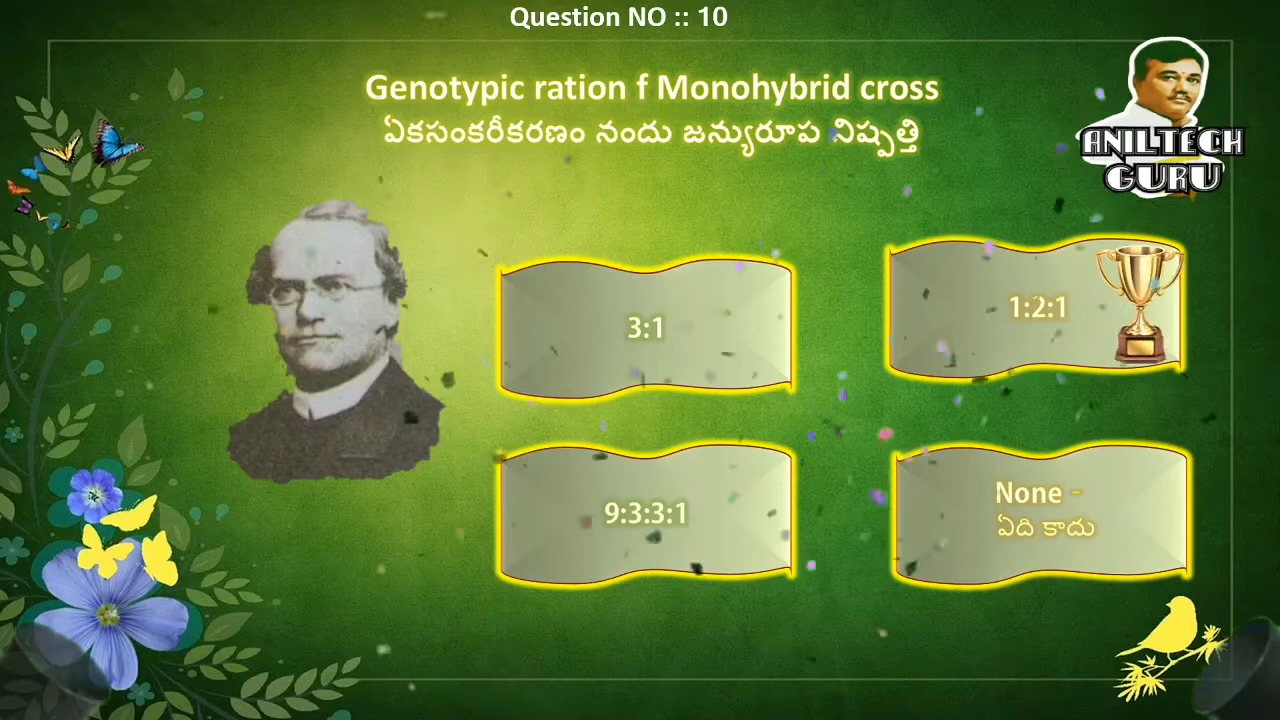 Question NO :: 10
Genotypic ration f Monohybrid cross
ఏకసంకరీకరణం నందు జన్యురూప నిష్పత్తి
ANILTECH
GURU
3:1
1:2:1
9:3:3:1
None -
ఏది కాదు